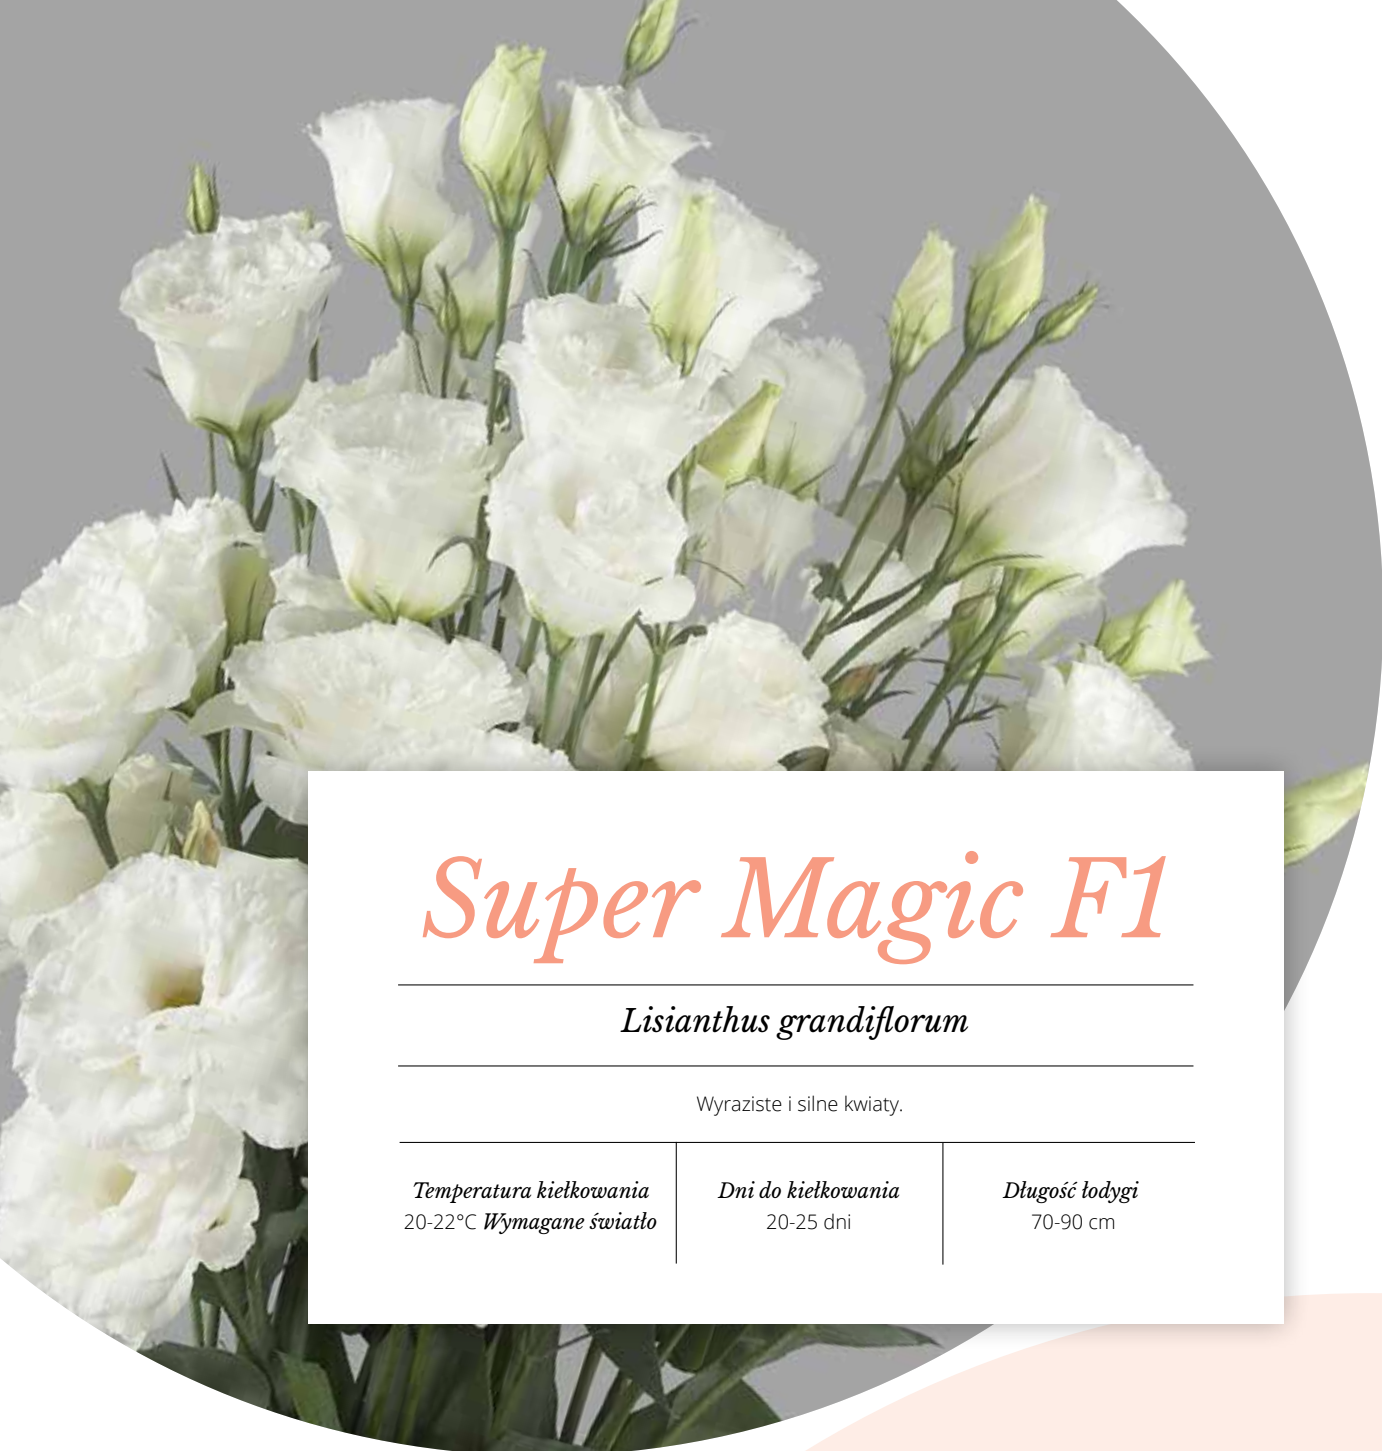 Super Magic F1
Lisianthus grandiflorum
Wyraziste i silne kwiaty.
Temperatura kiełkowania
20-22°C Wymagane światło
Dni do kiełkowania
20-25 dni
Długość łodygi
70-90 cm